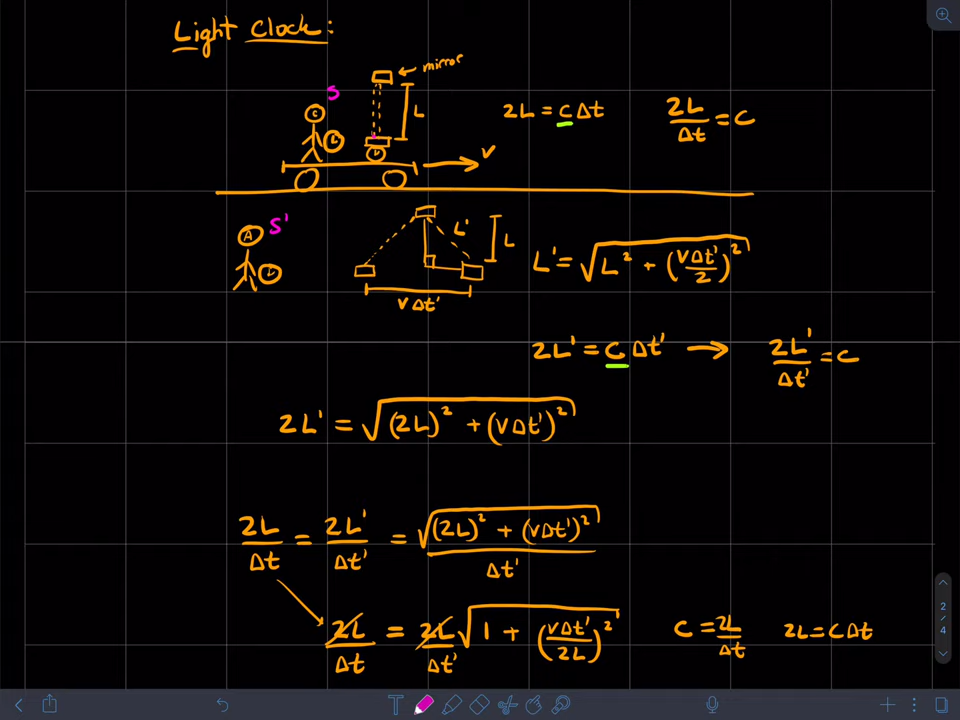 Light Clock:
mirror
S
C
L
2L = cΔt
2L/Δt = c
v
S'
A
L'
L
L' = √(L² + (vΔt'/2)²)
vΔt'
2L' = cΔt' → 2L'/Δt' = c
2L' = √((2L)² + (vΔt')²)
2L/Δt = 2L'/Δt' = √((2L)² + (vΔt')²)/Δt'
2L/Δt = 2L/Δt' √(1 + (vΔt'/2L)²)
c = 2L/Δt
2L = cΔt
2/4